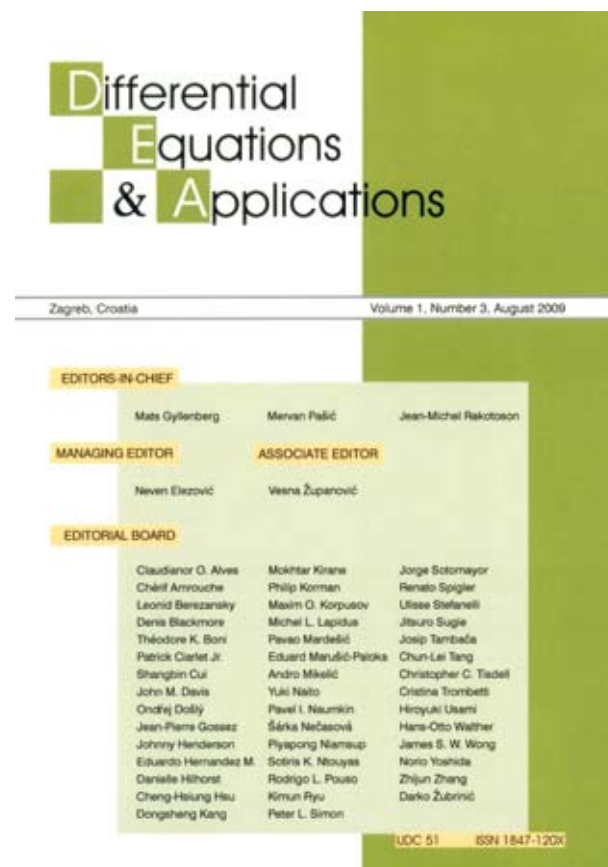 Differential
Equations
& Applications
Zagreb, Croatia
Volume 1, Number 3, August 2009
EDITORS-IN-CHIEF
Mats Gyllenberg
Mervan Pašić
Jean-Michel Rakotoson
MANAGING EDITOR
ASSOCIATE EDITOR
Neven Elezović
Vesna Županović
EDITORIAL BOARD
Claudianor O. Alves
Chérif Amrouche
Leonid Berezansky
Denis Blackmore
Théodore K. Boni
Patrick Ciarlet Jr.
Shangbin Cui
John M. Davis
Ondřej Došlý
Jean-Pierre Gossez
Johnny Henderson
Eduardo Hernandez M.
Danielle Hilhorst
Cheng-Hsiung Hsu
Dongsheng Kang
Mokhtar Kirane
Philip Korman
Maxim O. Korpusov
Michel L. Lapidus
Pavao Mardešić
Eduard Marušić-Paloka
Andro Mikelić
Yuki Naito
Pavel I. Naumkin
Šárka Nečasová
Piyapong Niamsup
Sotiris K. Ntouyas
Rodrigo L. Pouso
Kimun Ryu
Peter L. Simon
Jorge Sotomayor
Renato Spigler
Ulisse Stefanelli
Jitsuro Sugie
Josip Tambača
Chun-Lei Tang
Christopher C. Tisdell
Cristina Trombetti
Hiroyuki Usami
Hans-Otto Walther
James S. W. Wong
Norio Yoshida
Zhijun Zhang
Darko Žubrinić
UDC 51
ISSN 1847-120X